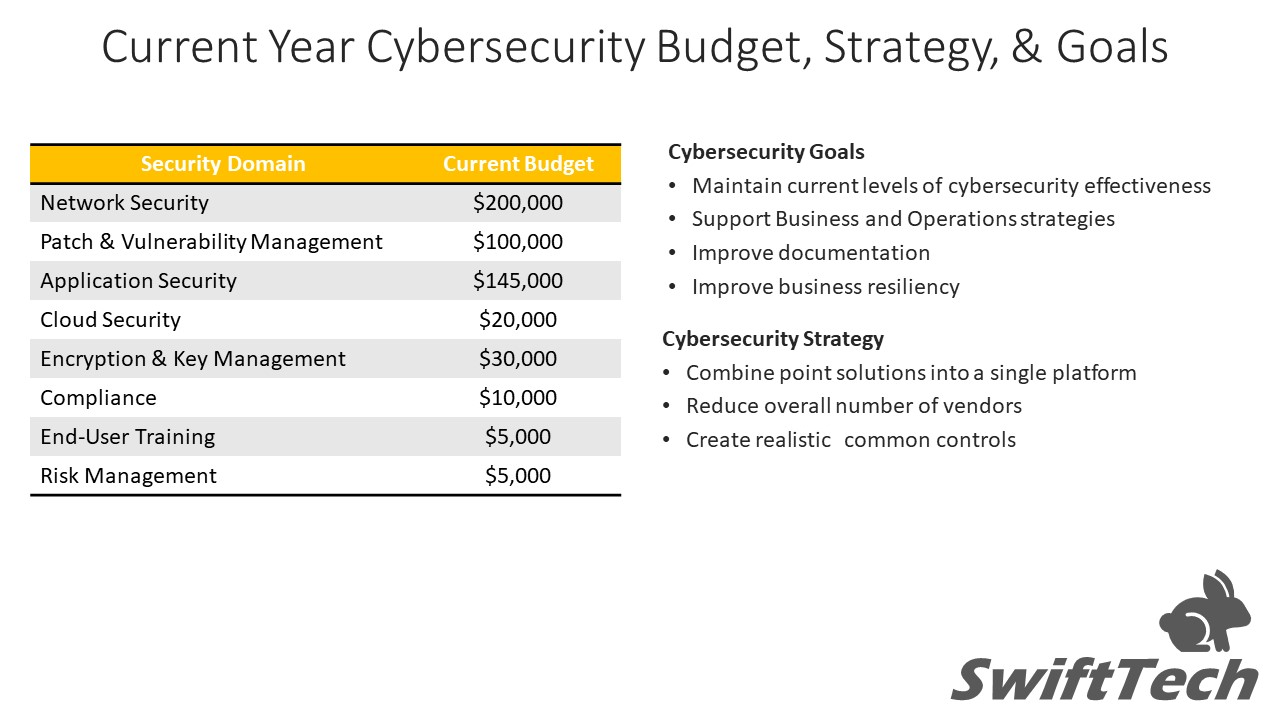 Current Year Cybersecurity Budget, Strategy, & Goals
Security Domain Current Budget
Network Security $200,000
Patch & Vulnerability Management $100,000
Application Security $145,000
Cloud Security $20,000
Encryption & Key Management $30,000
Compliance $10,000
End-User Training $5,000
Risk Management $5,000
Cybersecurity Goals
• Maintain current levels of cybersecurity effectiveness
• Support Business and Operations strategies
• Improve documentation
• Improve business resiliency
Cybersecurity Strategy
• Combine point solutions into a single platform
• Reduce overall number of vendors
• Create realistic common controls
SwiftTech